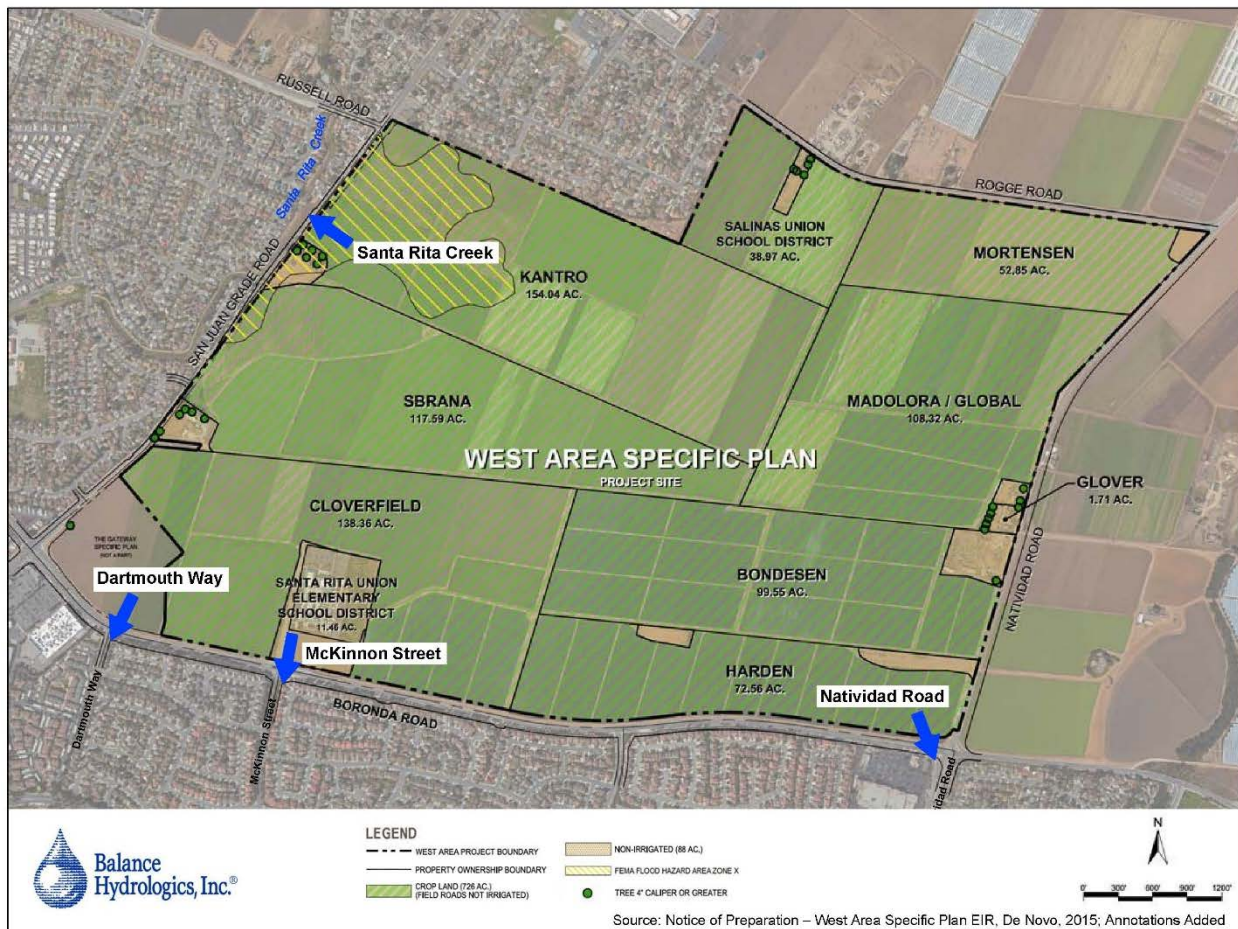 RUSSELL ROAD
Santa Rita Creek
Santa Rita Creek
SAN JUAN GRADE ROAD
ROGGE ROAD
SALINAS UNION
SCHOOL DISTRICT
38.97 AC.
MORTENSEN
52.85 AC.
KANTRO
154.04 AC.
SBRANA
117.59 AC.
MADOLORA / GLOBAL
108.32 AC.
WEST AREA SPECIFIC PLAN
PROJECT SITE
GLOVER
1.71 AC.
CLOVERFIELD
138.36 AC.
THE GATEWAY
SPECIFIC PLAN
(NOT A PART)
Dartmouth Way
SANTA RITA UNION
ELEMENTARY
SCHOOL DISTRICT
11.46 AC.
BONDESEN
99.55 AC.
NATIVIDAD ROAD
McKinnon Street
HARDEN
72.56 AC.
Natividad Road
Dartmouth Way
McKinnon Street
BORONDA ROAD
vidad Road
Balance
Hydrologics, Inc.®
LEGEND
WEST AREA PROJECT BOUNDARY
PROPERTY OWNERSHIP BOUNDARY
CROP LAND (726 AC.)
(FIELD ROADS NOT IRRIGATED)
NON-IRRIGATED (88 AC.)
FEMA FLOOD HAZARD AREA ZONE X
TREE 4" CALIPER OR GREATER
N
0' 300' 600' 900' 1200'
Source: Notice of Preparation – West Area Specific Plan EIR, De Novo, 2015; Annotations Added